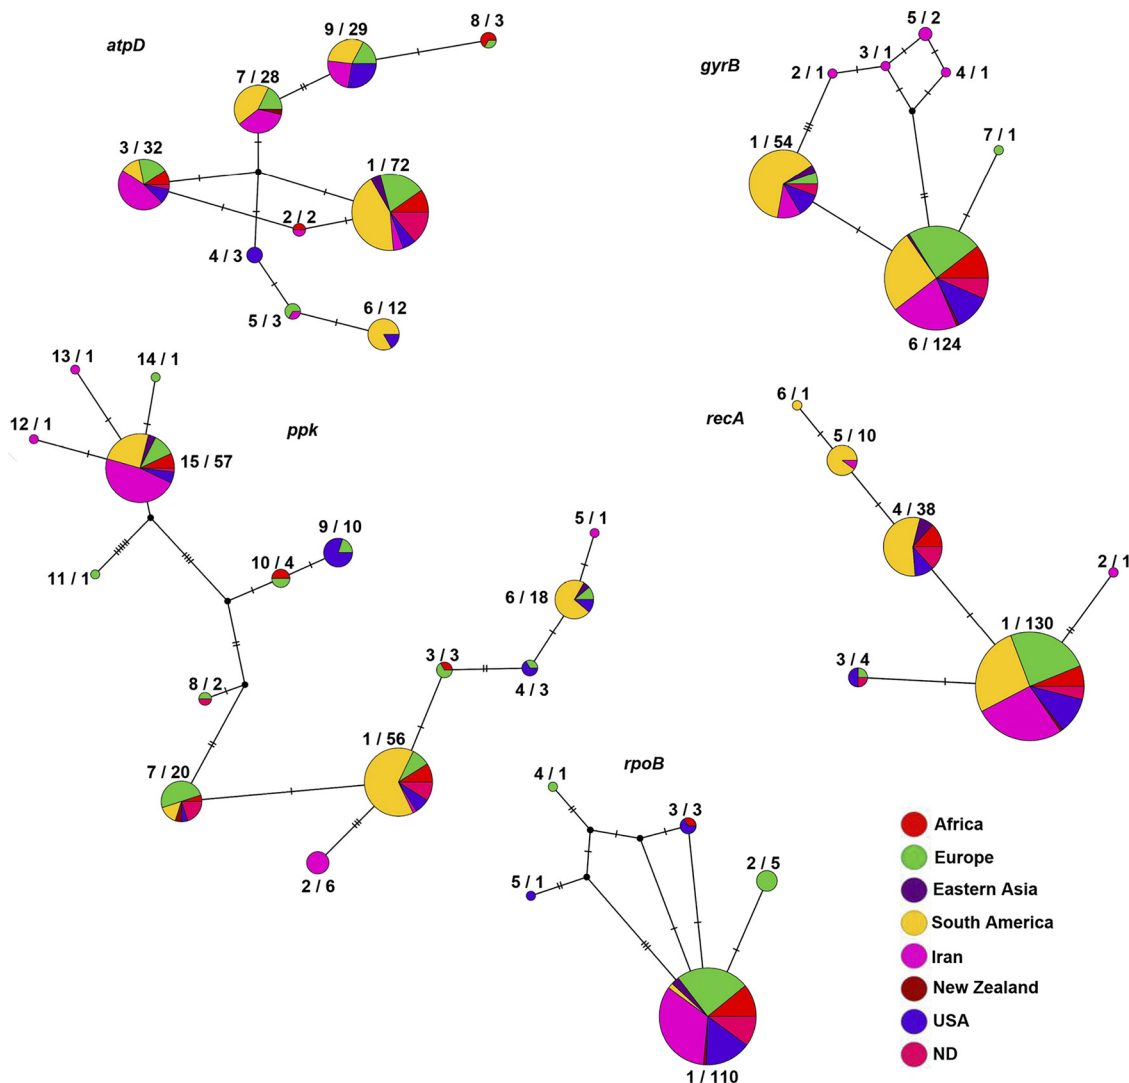 atpD
9 / 29
8 / 3
7 / 28
3 / 32
1 / 72
2 / 2
4 / 3
5 / 3
6 / 12
gyrB
5 / 2
3 / 1
2 / 1
4 / 1
1 / 54
7 / 1
6 / 124
ppk
13 / 1
14 / 1
12 / 1
15 / 57
9 / 10
11 / 1
10 / 4
5 / 1
6 / 18
3 / 3
4 / 3
8 / 2
1 / 56
7 / 20
2 / 6
recA
6 / 1
5 / 10
4 / 38
2 / 1
1 / 130
3 / 4
rpoB
4 / 1
3 / 3
2 / 5
5 / 1
1 / 110
Africa
Europe
Eastern Asia
South America
Iran
New Zealand
USA
ND